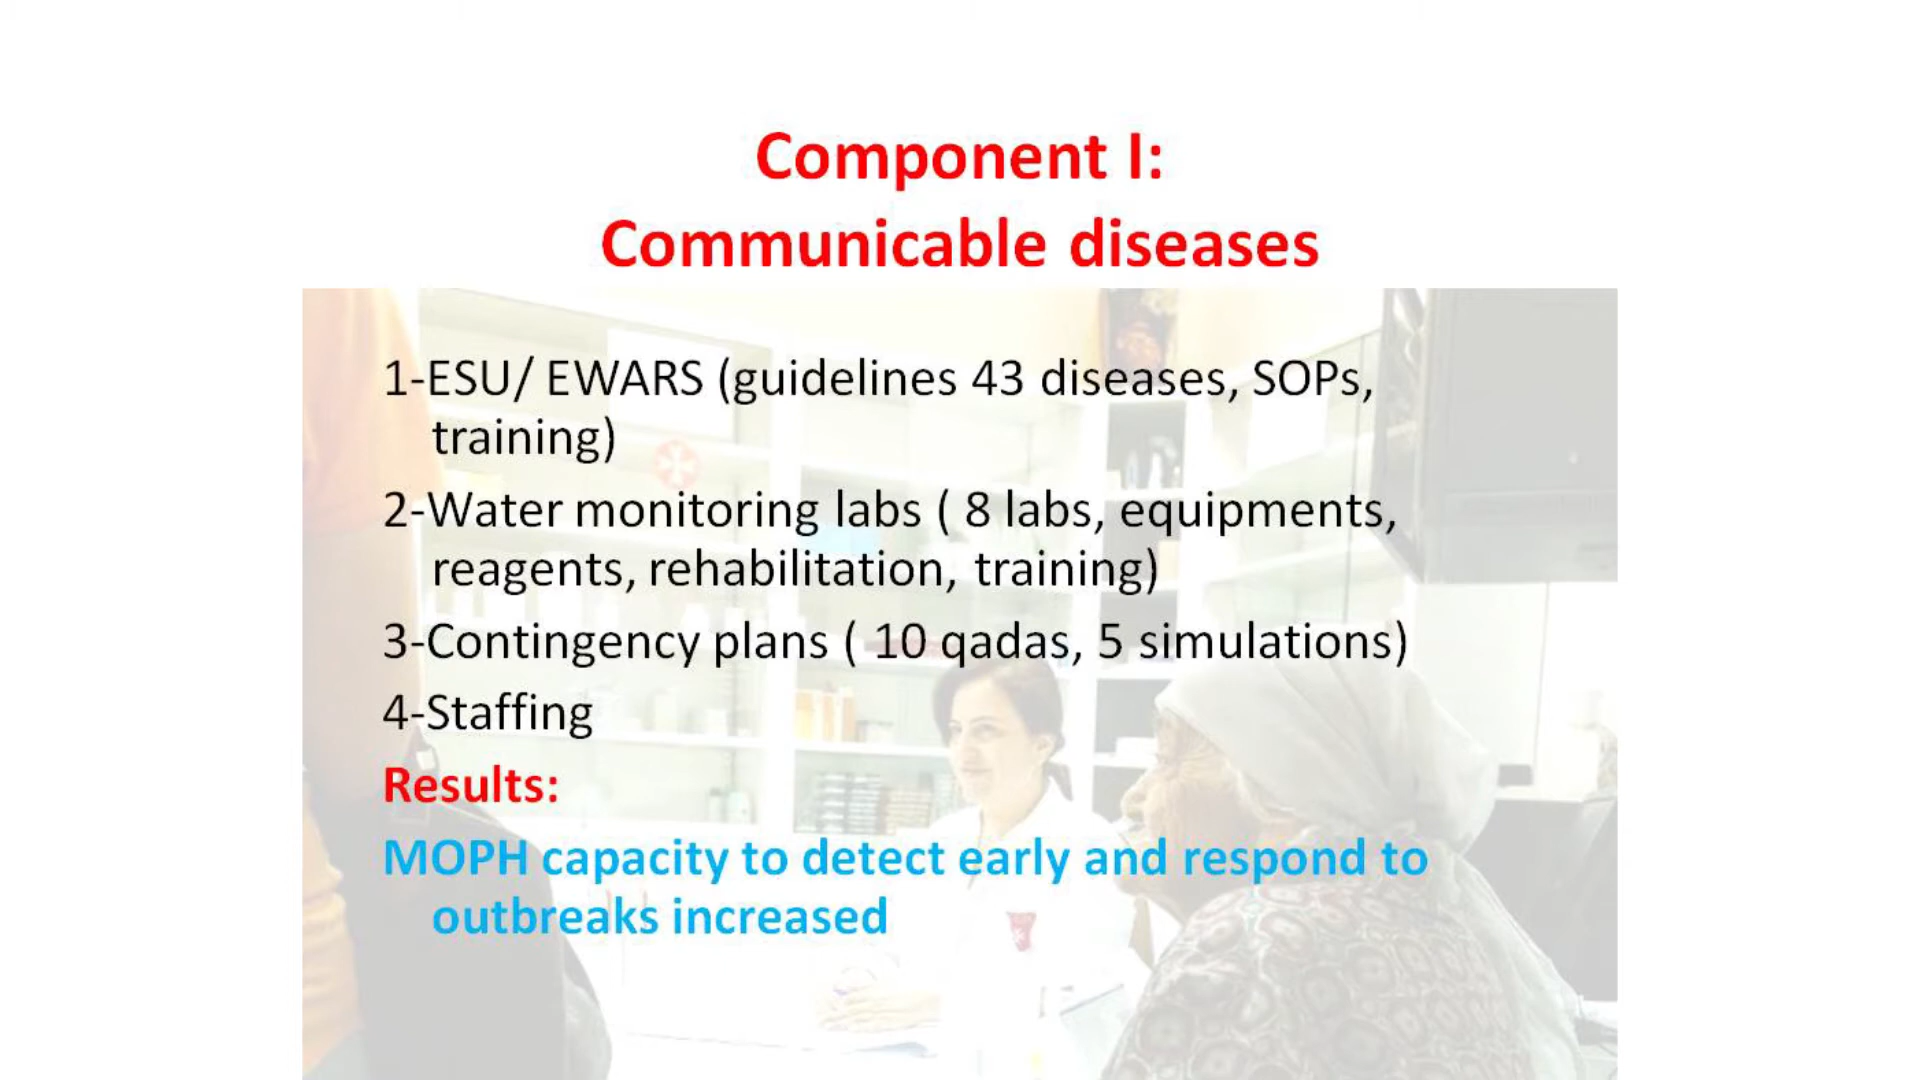 Component I:
Communicable diseases
1-ESU/ EWARS (guidelines 43 diseases, SOPs,
training)
2-Water monitoring labs ( 8 labs, equipments,
reagents, rehabilitation, training)
3-Contingency plans ( 10 qadas, 5 simulations)
4-Staffing
Results:
MOPH capacity to detect early and respond to
outbreaks increased